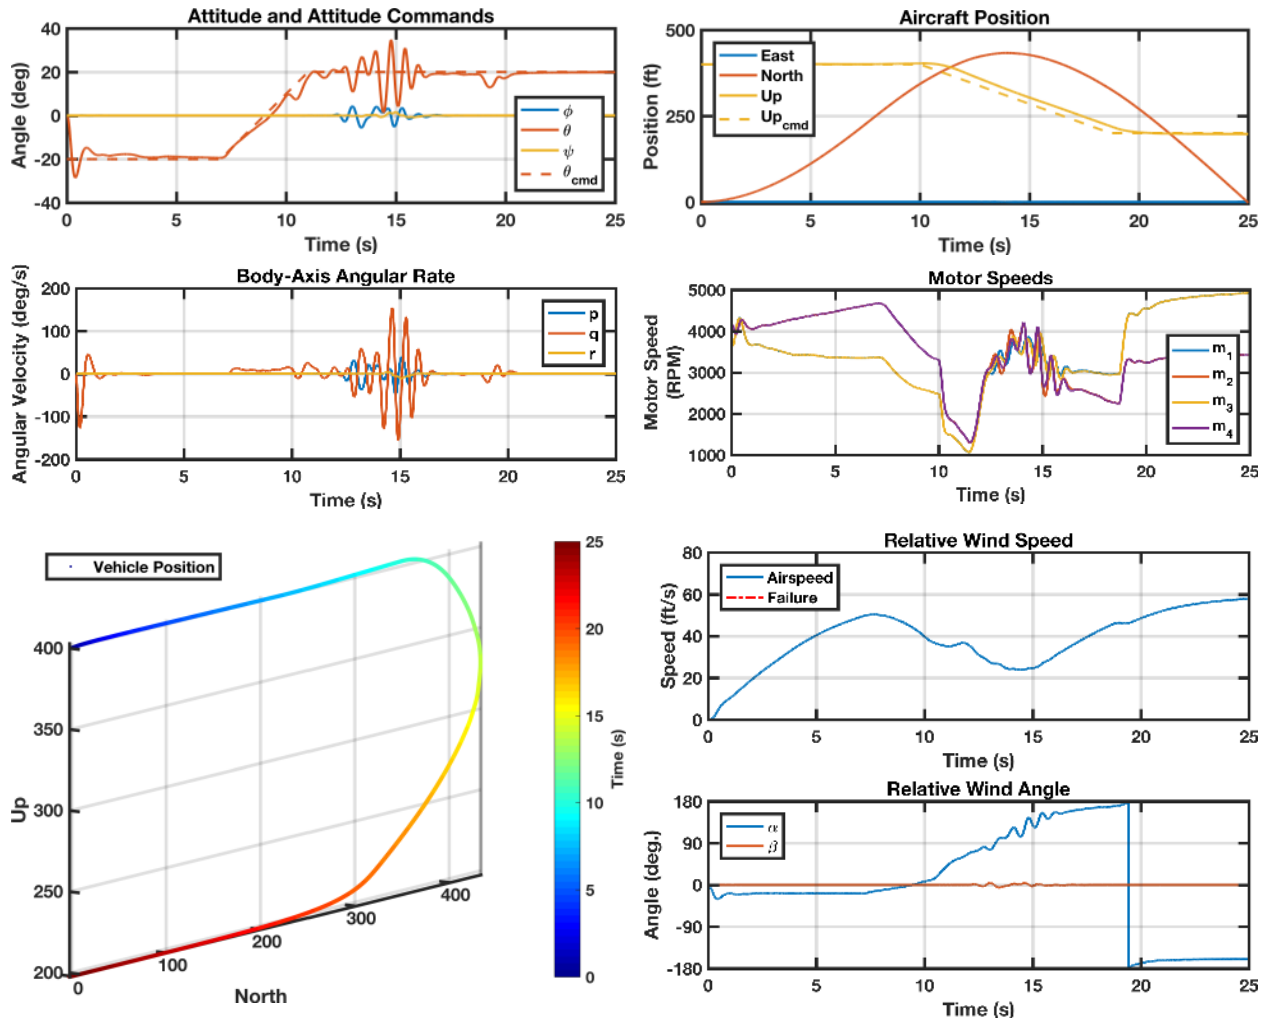 Attitude and Attitude Commands
Angle (deg)
40
20
0
-20
-40
ϕ
θ
ψ
θcmd
0 5 10 15 20 25
Time (s)
Aircraft Position
Position (ft)
500
250
0
East
North
Up
Upcmd
0 5 10 15 20 25
Time (s)
Body-Axis Angular Rate
Angular Velocity (deg/s)
200
100
0
-100
-200
p
q
r
0 5 10 15 20 25
Time (s)
Motor Speeds
Motor Speed
(RPM)
5000
4000
3000
2000
1000
m1
m2
m3
m4
0 5 10 15 20 25
Time (s)
Vehicle Position
Up
400
350
300
250
200
0 100 200 300 400
North
25
20
15
10
5
0
Time (s)
Relative Wind Speed
Speed (ft/s)
80
60
40
20
0
Airspeed
Failure
0 5 10 15 20 25
Time (s)
Relative Wind Angle
Angle (deg.)
180
90
0
-90
-180
α
β
0 5 10 15 20 25
Time (s)